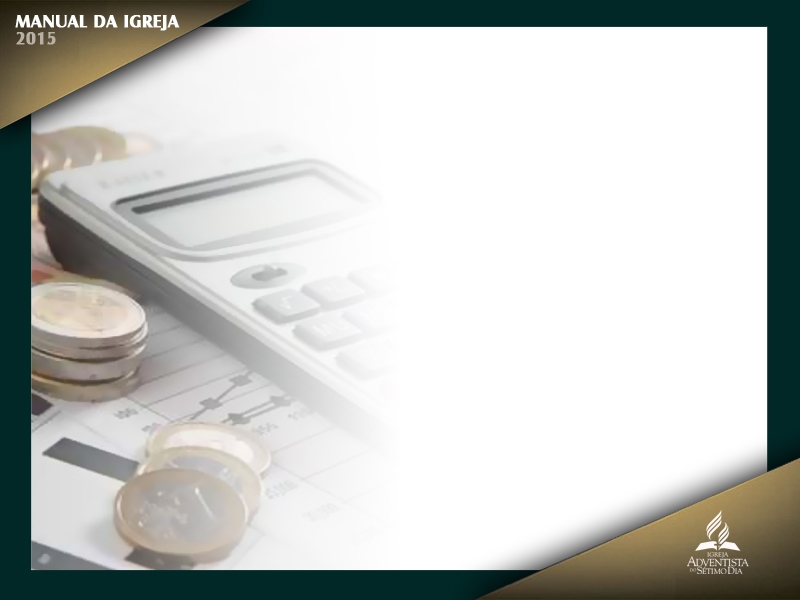 MANUAL DA IGREJA
2015
IGREJA
ADVENTISTA
DO SÉTIMO DIA